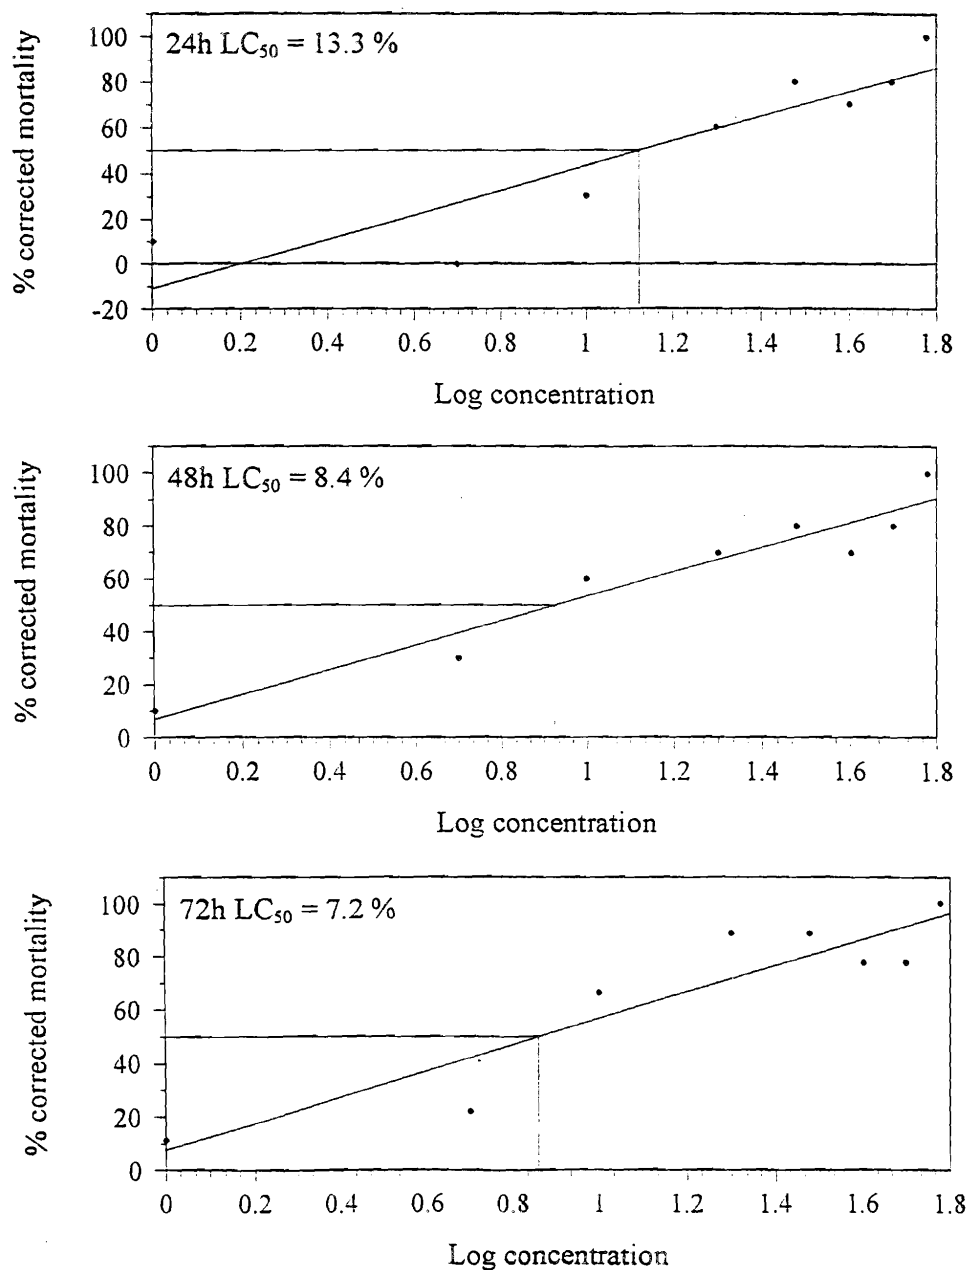 24h LC₅₀ = 13.3 %
% corrected mortality
100
80
60
40
20
0
-20
0 0.2 0.4 0.6 0.8 1 1.2 1.4 1.6 1.8
Log concentration
48h LC₅₀ = 8.4 %
% corrected mortality
100
80
60
40
20
0
0 0.2 0.4 0.6 0.8 1 1.2 1.4 1.6 1.8
Log concentration
72h LC₅₀ = 7.2 %
% corrected mortality
100
80
60
40
20
0
0 0.2 0.4 0.6 0.8 1 1.2 1.4 1.6 1.8
Log concentration